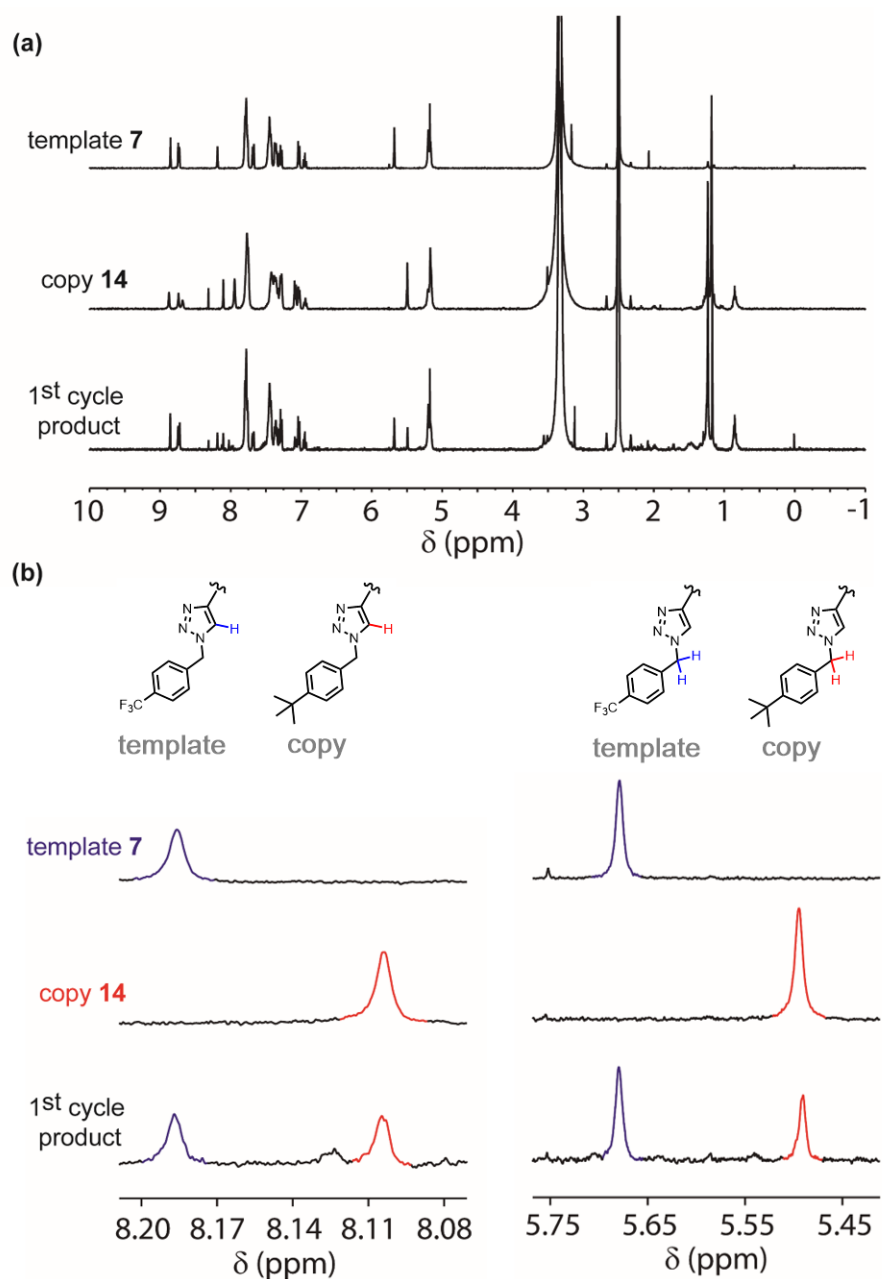 (a)
template 7
copy 14
1st cycle
product
10 9 8 7 6 5 4 3 2 1 0 -1
δ (ppm)
(b)
N N N H F3C
N N N H
N N N H H F3C
N N N H H
template copy template copy
template 7
copy 14
1st cycle
product
8.20 8.17 8.14 8.11 8.08 5.75 5.65 5.55 5.45
δ (ppm) δ (ppm)